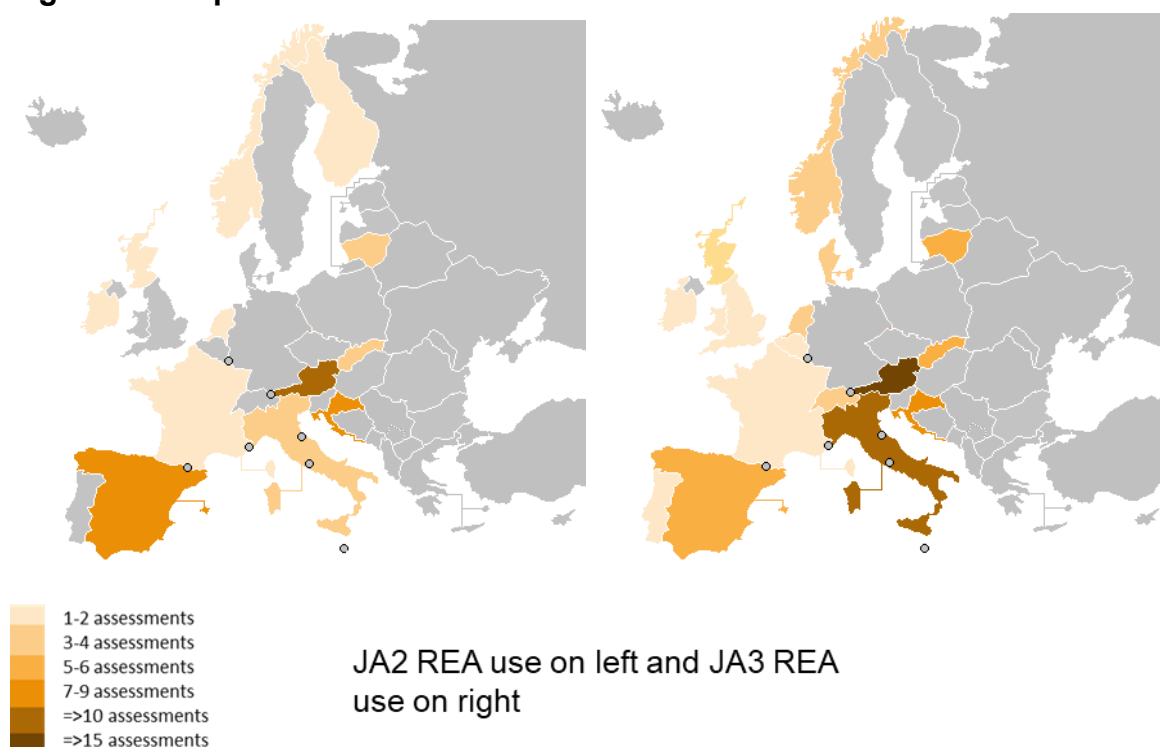 1-2 assessments
3-4 assessments
5-6 assessments
7-9 assessments
=>10 assessments
=>15 assessments
JA2 REA use on left and JA3 REA
use on right